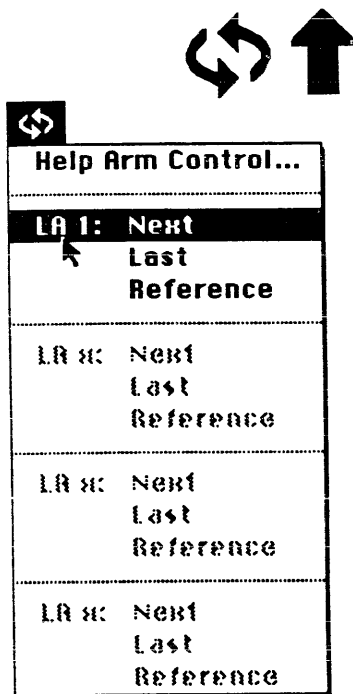 Help Arm Control...
LA 1: Next
Last
Reference
LA x: Next
Last
Reference
LA x: Next
Last
Reference
LA x: Next
Last
Reference